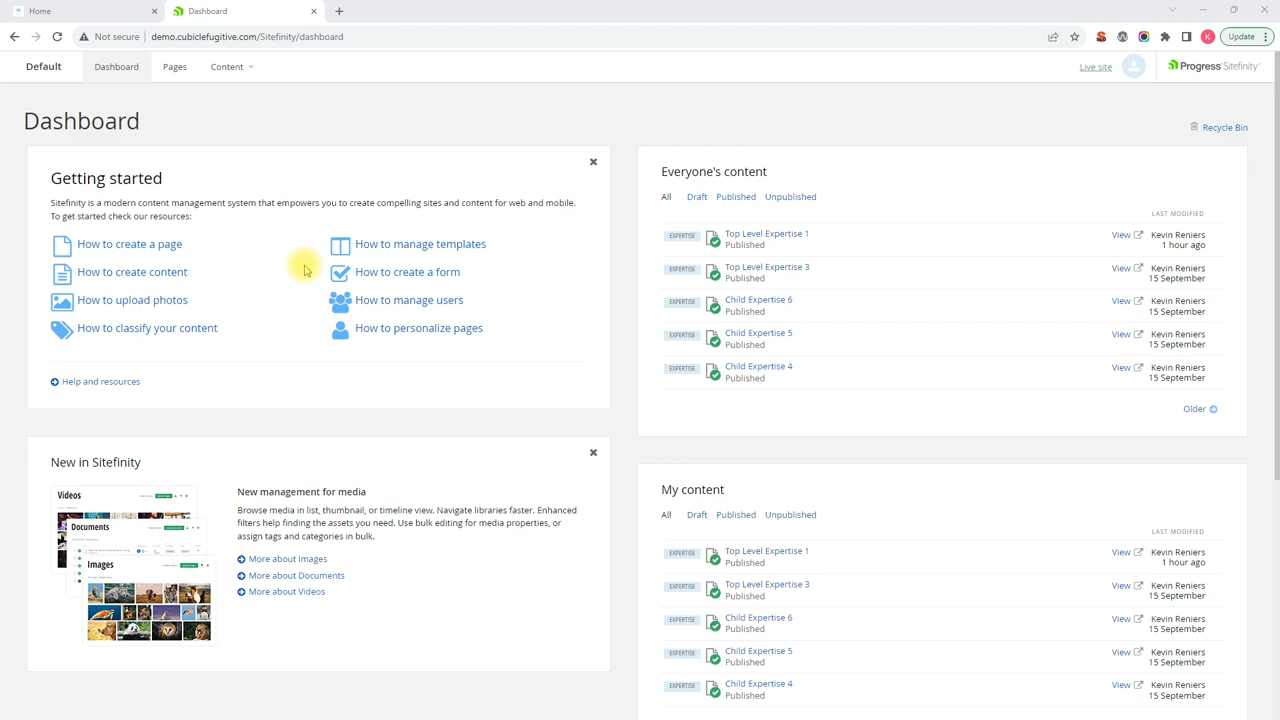 Home
Dashboard
Not secure
demo.cubiclefugitive.com/Sitefinity/dashboard
K
Update
Default
Dashboard
Pages
Content
Live site
Progress Sitefinity
Dashboard
Recycle Bin
Getting started
Sitefinity is a modern content management system that empowers you to create compelling sites and content for web and mobile.
To get started check our resources:
How to create a page
How to manage templates
How to create content
How to create a form
How to upload photos
How to manage users
How to classify your content
How to personalize pages
Help and resources
New in Sitefinity
Videos
Documents
Images
New management for media
Browse media in list, thumbnail, or timeline view. Navigate libraries faster. Enhanced
filters help finding the assets you need. Use bulk editing for media properties, or
assign tags and categories in bulk.
More about Images
More about Documents
More about Videos
Everyone's content
All Draft Published Unpublished
LAST MODIFIED
EXPERTISE Top Level Expertise 1 View Kevin Reniers
Published 1 hour ago
EXPERTISE Top Level Expertise 3 View Kevin Reniers
Published 15 September
EXPERTISE Child Expertise 6 View Kevin Reniers
Published 15 September
EXPERTISE Child Expertise 5 View Kevin Reniers
Published 15 September
EXPERTISE Child Expertise 4 View Kevin Reniers
Published 15 September
Older
My content
All Draft Published Unpublished
LAST MODIFIED
EXPERTISE Top Level Expertise 1 View Kevin Reniers
Published 1 hour ago
EXPERTISE Top Level Expertise 3 View Kevin Reniers
Published 15 September
EXPERTISE Child Expertise 6 View Kevin Reniers
Published 15 September
EXPERTISE Child Expertise 5 View Kevin Reniers
Published 15 September
EXPERTISE Child Expertise 4 View Kevin Reniers
Published 15 September